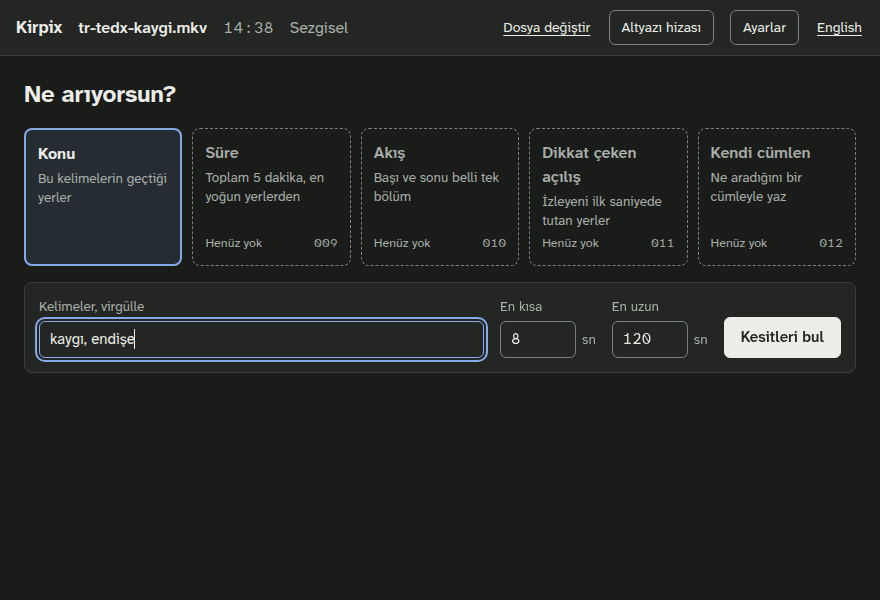 Kirpix tr-tedx-kaygi.mkv 14:38 Sezgisel Dosya değiştir Altyazı hizası Ayarlar English
Ne arıyorsun?
Konu
Bu kelimelerin geçtiği
yerler
Süre
Toplam 5 dakika, en
yoğun yerlerden
Henüz yok 009
Akış
Başı ve sonu belli tek
bölüm
Henüz yok 010
Dikkat çeken
açılış
İzleyeni ilk saniyede
tutan yerler
Henüz yok 011
Kendi cümlen
Ne aradığını bir
cümleyle yaz
Henüz yok 012
Kelimeler, virgülle
kaygı, endişe
En kısa
8 sn
En uzun
120 sn
Kesitleri bul